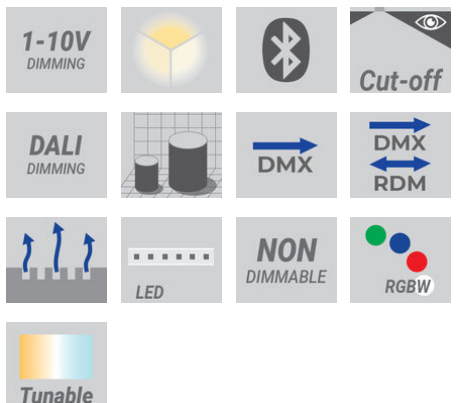 1-10V
DIMMING
Cut-off
DALI
DIMMING
DMX
DMX
RDM
LED
NON
DIMMABLE
RGBW
Tunable